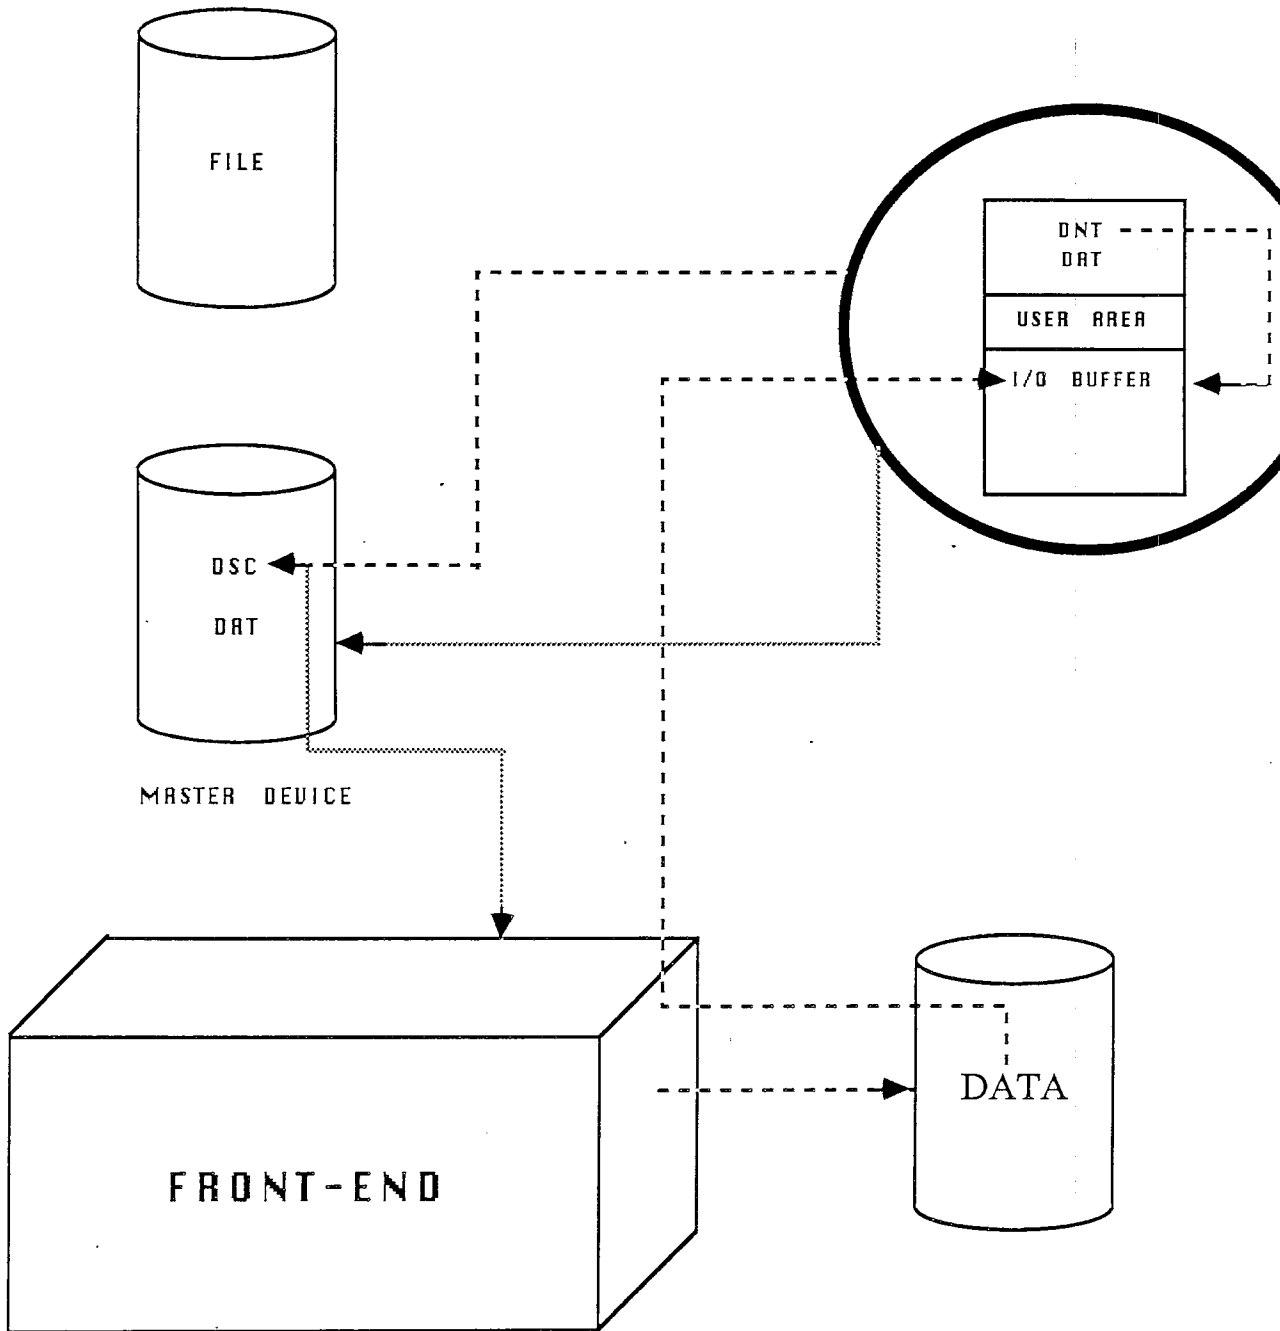 FILE
DNT
DAT
USER AREA
I/O BUFFER
DSC
DAT
MASTER DEVICE
FRONT-END
DATA